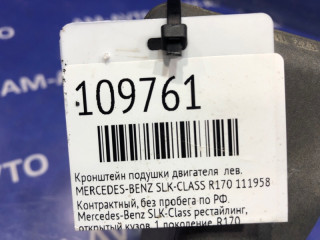 AM-A
109761
Кронштейн подушки двигателя лев.
MERCEDES-BENZ SLK-CLASS R170 111958
Контрактный, без пробега по РФ.
Mercedes-Benz SLK-Class рестайлинг,
открытый кузов, 1 поколение, R170